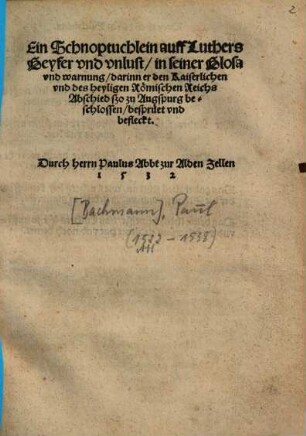 2
Ein Schnoptuchlein auff Luthers
Geyfer vnd vnlust/ in seiner Glosa
vnd warnung/ darinn er den Kaiserlichen
vnd des heyligen Römischen Reichs
Abschied ßo zu Augspurg be-
schlossen/ besprüet vnd
befleckt.
Durch herrn Paulus Abbt zur Alden Zellen
1 5 3 2
[Bachmann], Paul
(1522 – 1538)